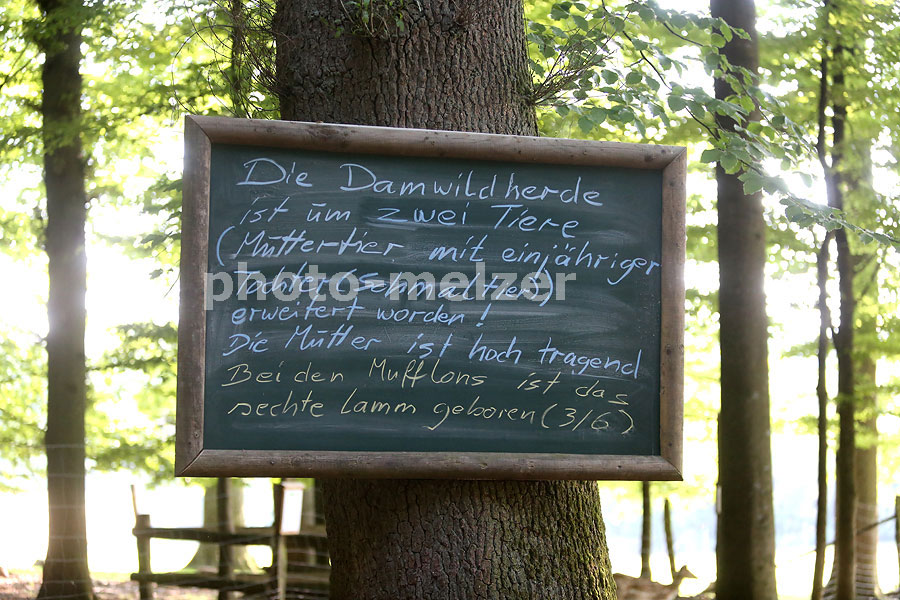 Die Damwildherde
ist um zwei Tiere
(Muttertier mit einjähriger
Tochter (schmaltier))
erweitert worden!
Die Mutter ist hoch tragend
Bei den Mufflons ist das
sechte Lamm geboren (3/6)
photo-melzer